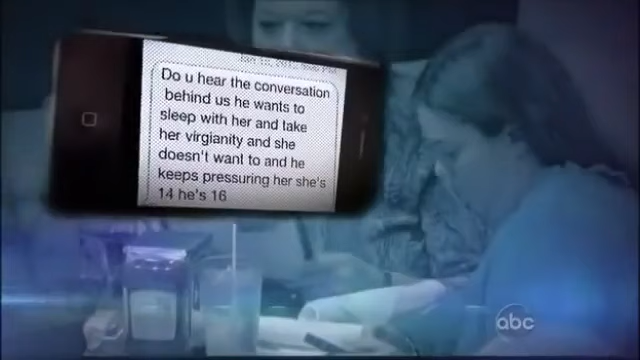 Do u hear the conversation
behind us he wants to
sleep with her and take
her virgianity and she
doesn't want to and he
keeps pressuring her she's
14 he's 16
abc